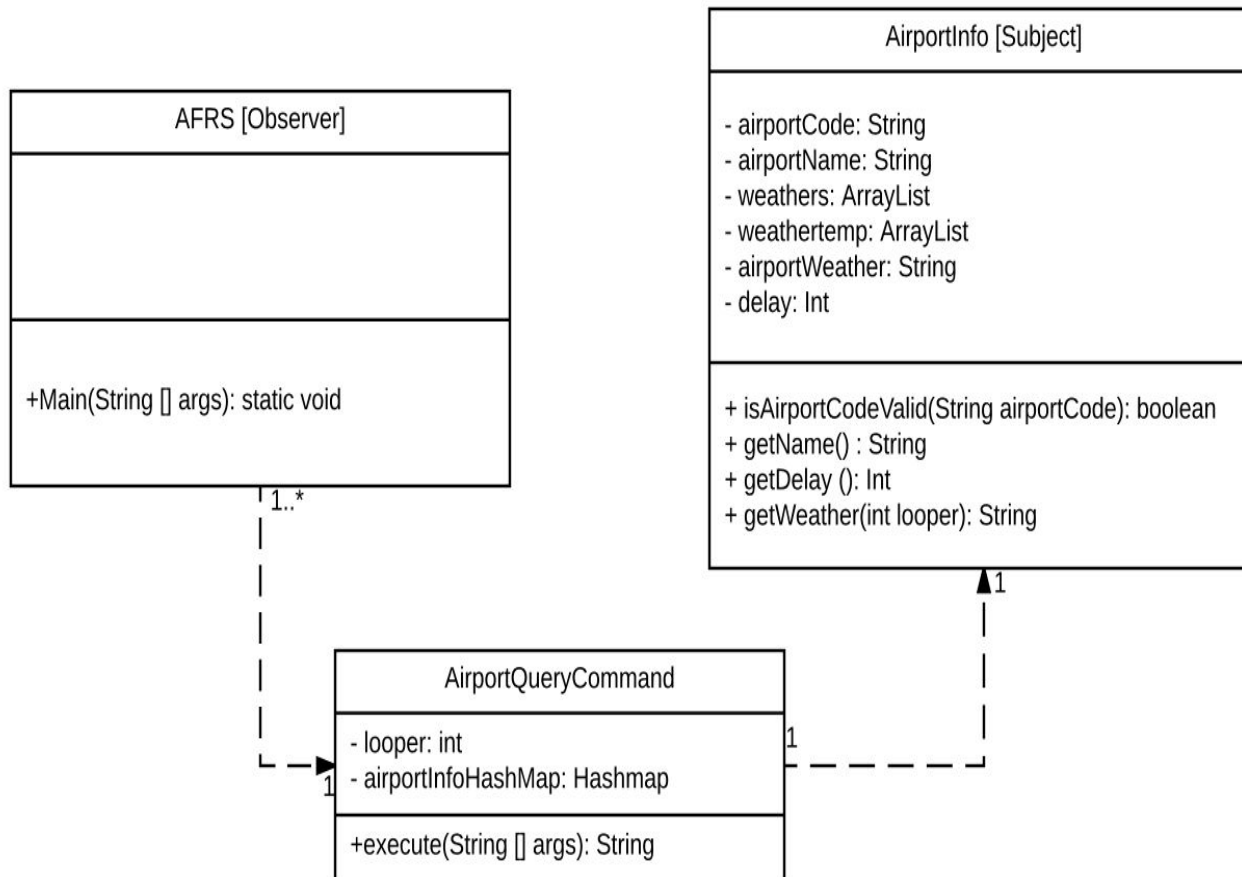 AFRS [Observer]
+Main(String [] args): static void
1..*
AirportInfo [Subject]
- airportCode: String
- airportName: String
- weathers: ArrayList
- weathertemp: ArrayList
- airportWeather: String
- delay: Int
+ isAirportCodeValid(String airportCode): boolean
+ getName() : String
+ getDelay (): Int
+ getWeather(int looper): String
1
AirportQueryCommand
- looper: int
- airportInfoHashMap: Hashmap
+execute(String [] args): String
1
1